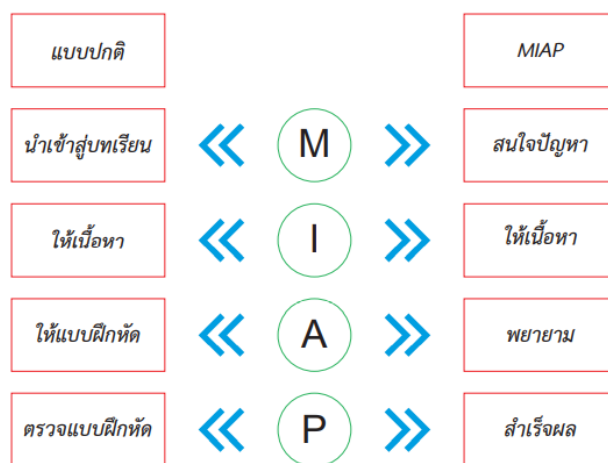 แบบปกติ MIAP
นำเข้าสู่บทเรียน M สนใจปัญหา
ให้เนื้อหา I ให้เนื้อหา
ให้แบบฝึกหัด A พยายาม
ตรวจแบบฝึกหัด P สำเร็จผล